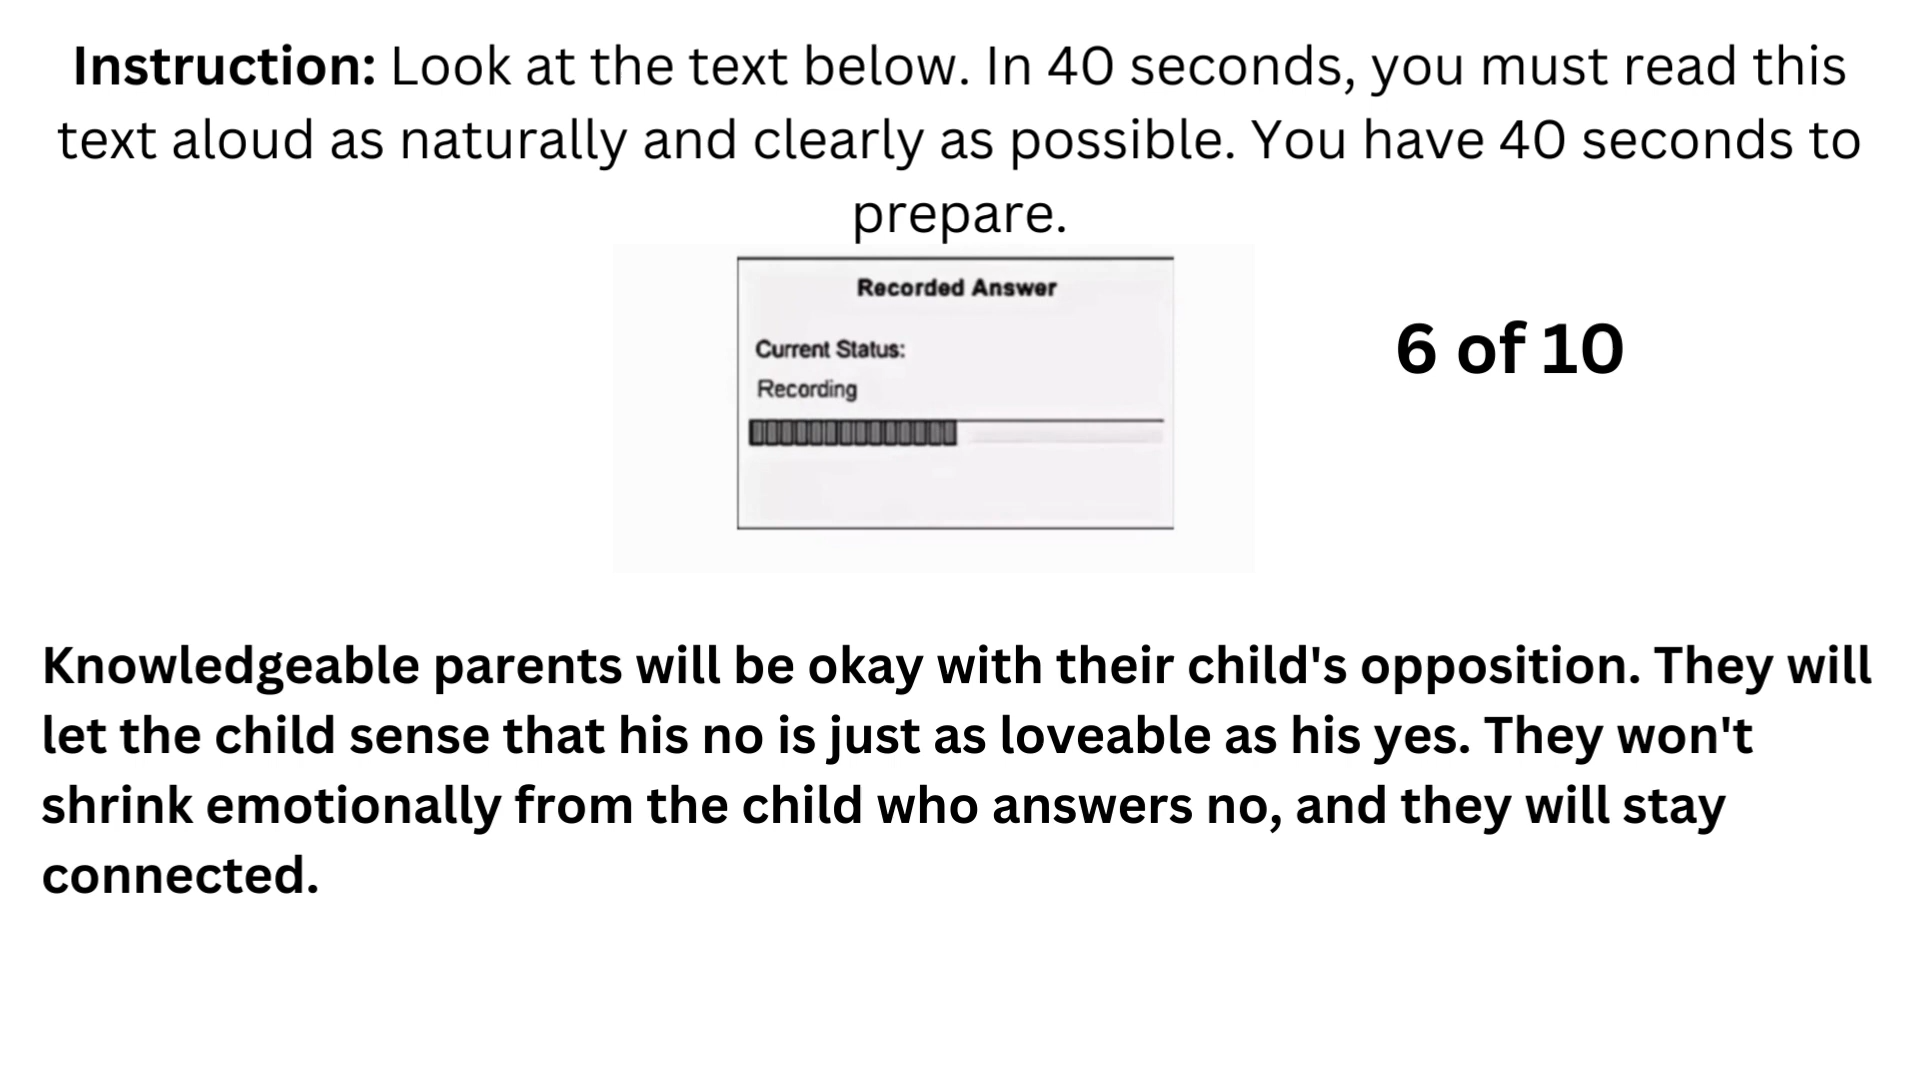 Instruction: Look at the text below. In 40 seconds, you must read this
text aloud as naturally and clearly as possible. You have 40 seconds to
prepare.
Recorded Answer
Current Status:
Recording
6 of 10
Knowledgeable parents will be okay with their child's opposition. They will
let the child sense that his no is just as loveable as his yes. They won't
shrink emotionally from the child who answers no, and they will stay
connected.